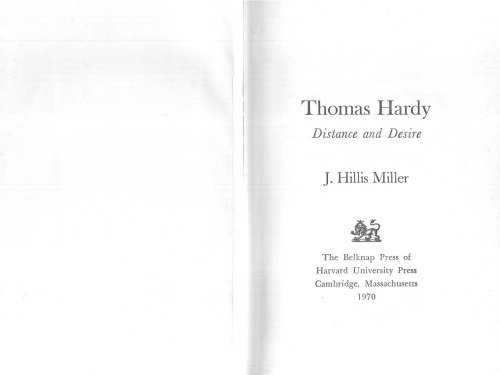 Thomas Hardy
Distance and Desire
J. Hillis Miller
The Belknap Press of
Harvard University Press
Cambridge, Massachusetts
1970